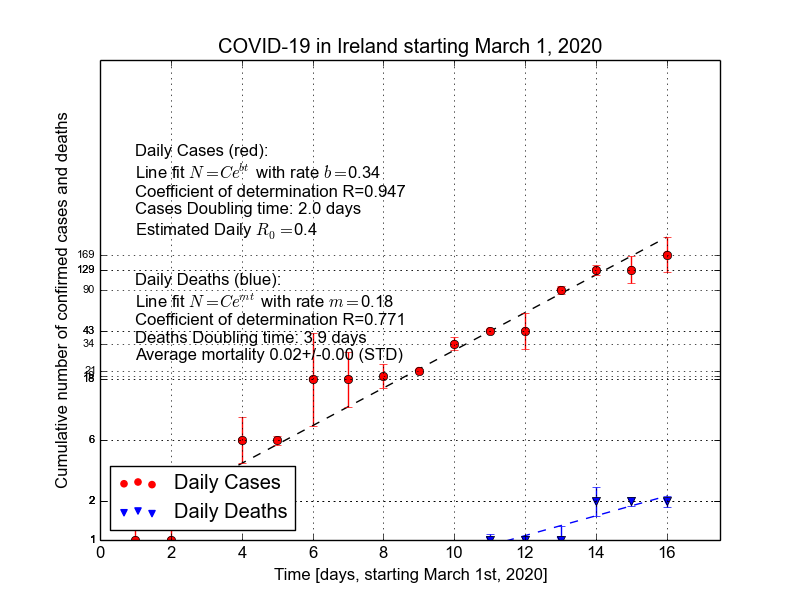 COVID-19 in Ireland starting March 1, 2020
Cumulative number of confirmed cases and deaths
Daily Cases (red):
Line fit N=Ce^{bt} with rate b=0.34
Coefficient of determination R=0.947
Cases Doubling time: 2.0 days
Estimated Daily R_0=0.4
Daily Deaths (blue):
Line fit N=Ce^{mt} with rate m=0.18
Coefficient of determination R=0.771
Deaths Doubling time: 3.9 days
Average mortality 0.02+/-0.00 (STD)
169
129
90
43
34
21
18
6
2
1
Daily Cases
Daily Deaths
0 2 4 6 8 10 12 14 16
Time [days, starting March 1st, 2020]